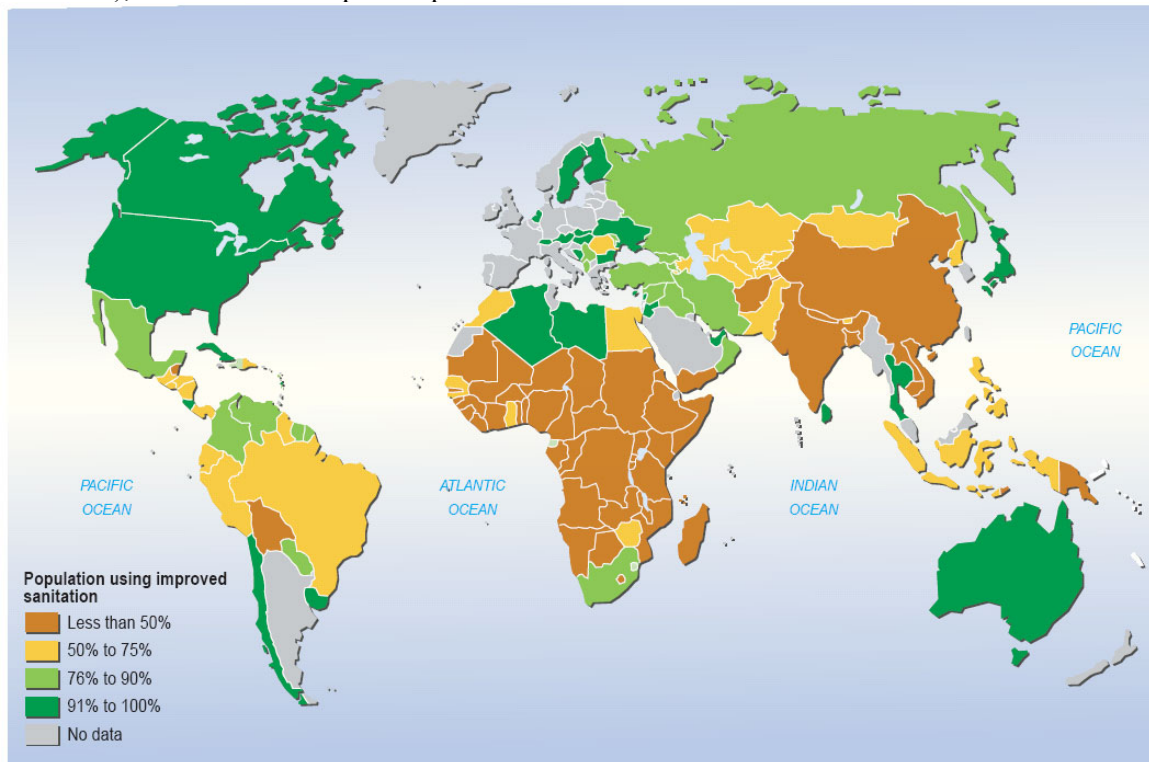 PACIFIC
OCEAN
PACIFIC
OCEAN
ATLANTIC
OCEAN
INDIAN
OCEAN
Population using improved
sanitation
Less than 50%
50% to 75%
76% to 90%
91% to 100%
No data